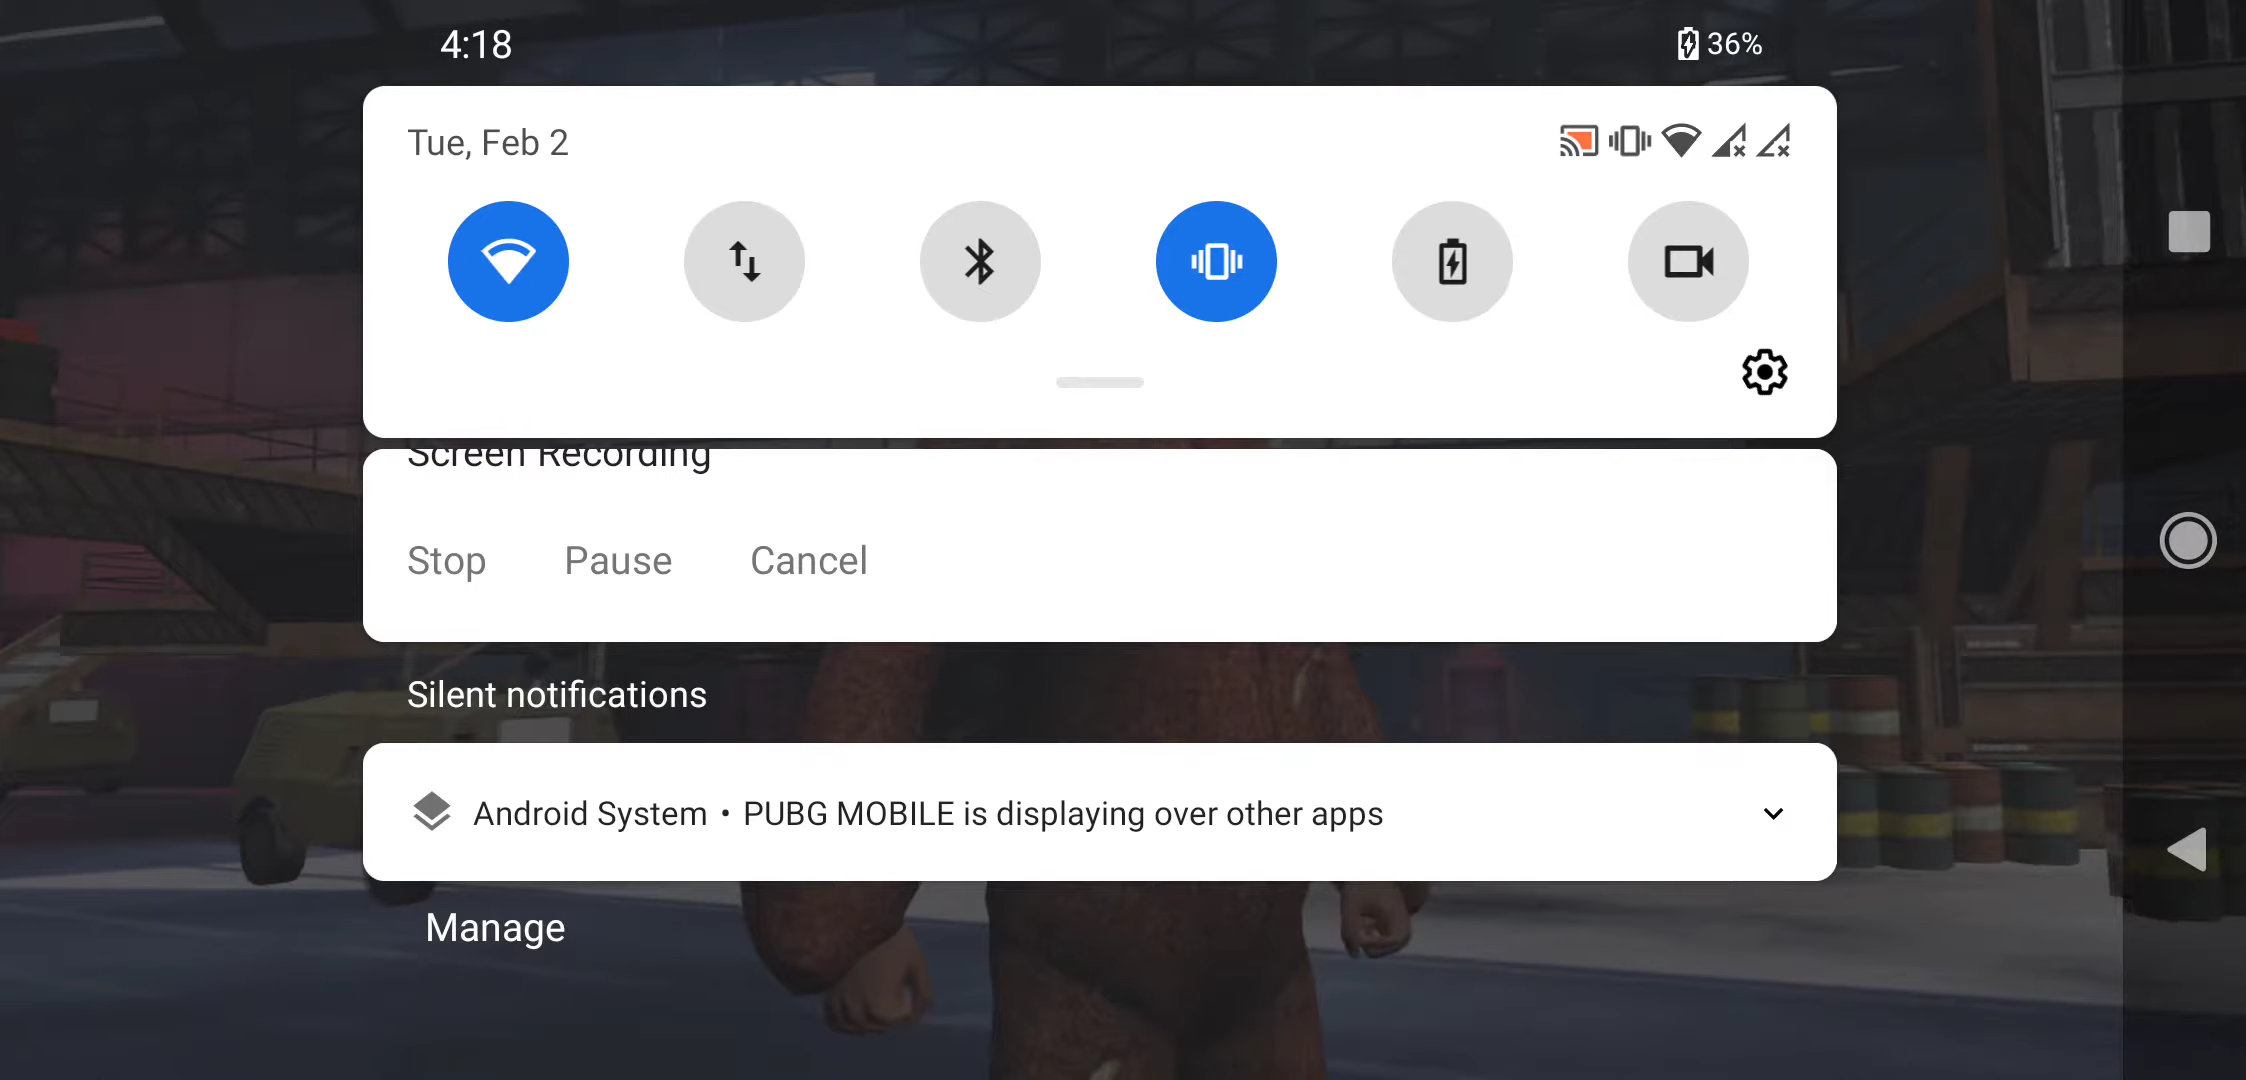 4:18
36%
Tue, Feb 2
Screen Recording
Stop Pause Cancel
Silent notifications
Android System • PUBG MOBILE is displaying over other apps
Manage